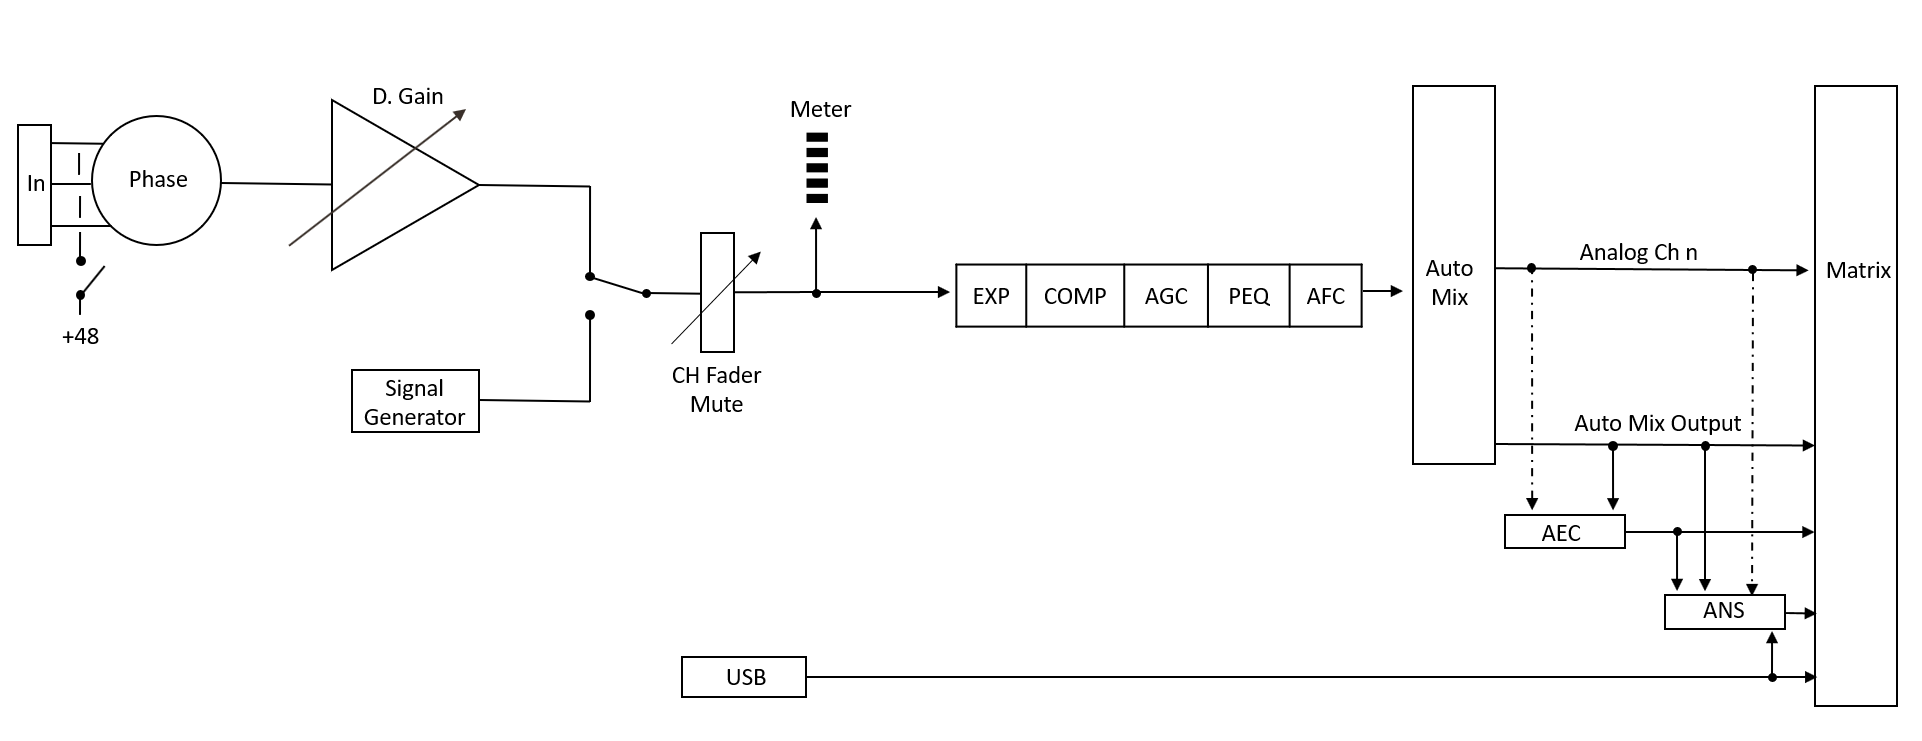 D. Gain
Meter
In
Phase
+48
Signal
Generator
CH Fader
Mute
EXP
COMP
AGC
PEQ
AFC
Auto
Mix
Analog Ch n
Matrix
Auto Mix Output
AEC
ANS
USB